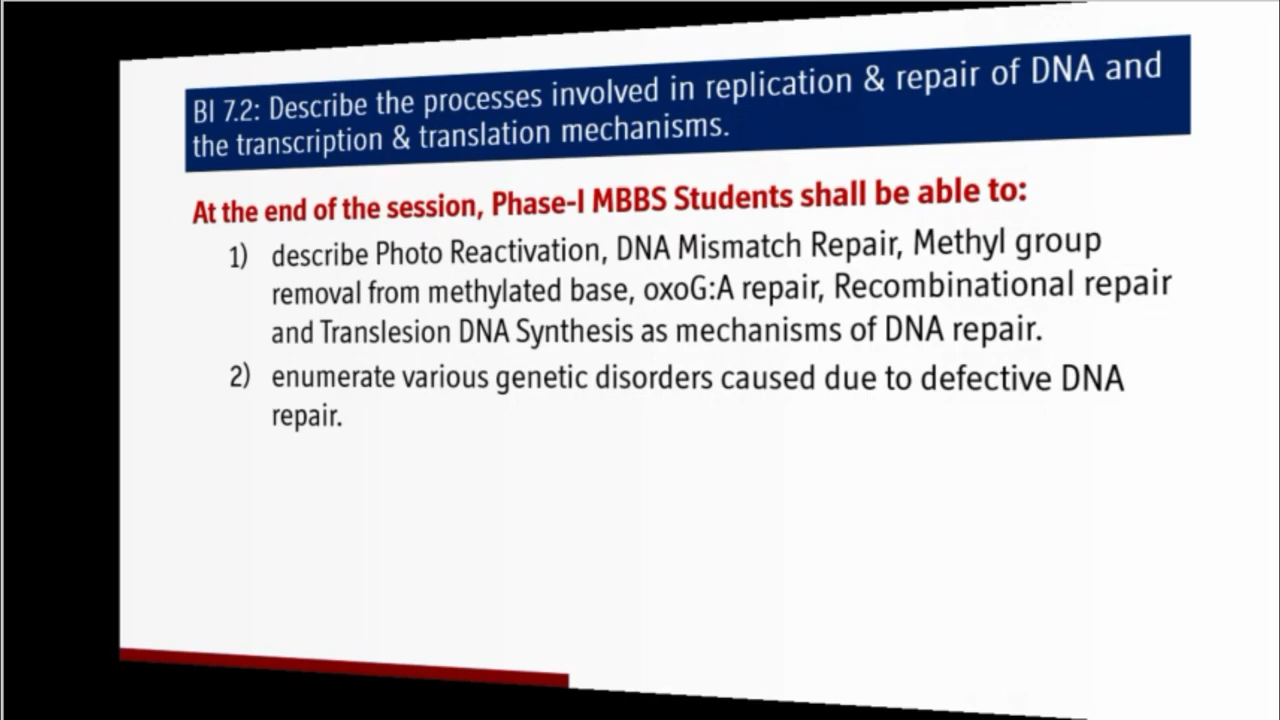 BI 7.2: Describe the processes involved in replication & repair of DNA and
the transcription & translation mechanisms.
At the end of the session, Phase-I MBBS Students shall be able to:
1) describe Photo Reactivation, DNA Mismatch Repair, Methyl group
removal from methylated base, oxoG:A repair, Recombinational repair
and Translesion DNA Synthesis as mechanisms of DNA repair.
2) enumerate various genetic disorders caused due to defective DNA
repair.